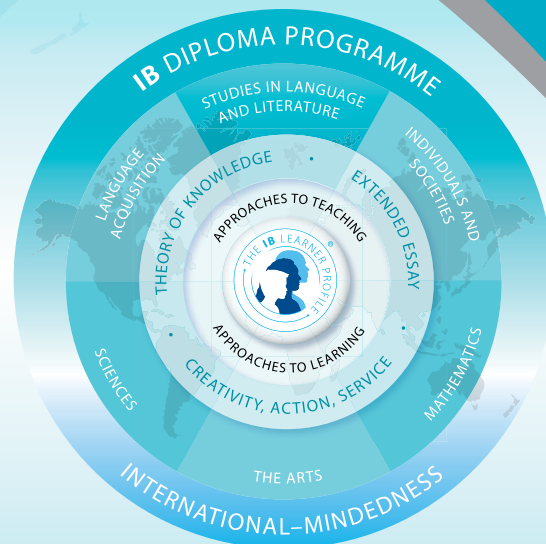 IB DIPLOMA PROGRAMME
STUDIES IN LANGUAGE
AND LITERATURE
LANGUAGE
ACQUISITION
INDIVIDUALS AND
SOCIETIES
THEORY OF KNOWLEDGE
EXTENDED ESSAY
APPROACHES TO TEACHING
• THE IB LEARNER PROFILE •
®
APPROACHES TO LEARNING
CREATIVITY, ACTION, SERVICE
SCIENCES
MATHEMATICS
THE ARTS
INTERNATIONAL–MINDEDNESS